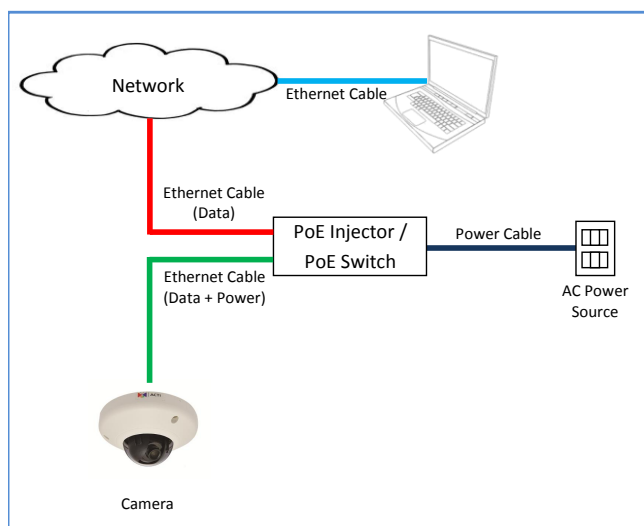 Network
Ethernet Cable
Ethernet Cable
(Data)
PoE Injector /
PoE Switch
Power Cable
Ethernet Cable
(Data + Power)
AC Power
Source
Camera